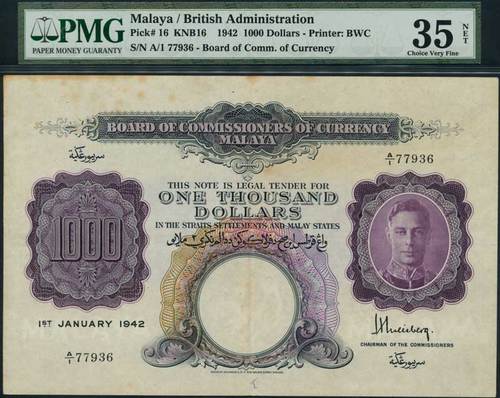 PMG
PAPER MONEY GUARANTY
Malaya / British Administration
Pick# 16 KNB16 1942 1000 Dollars - Printer: BWC
S/N A/1 77936 - Board of Comm. of Currency
35 NET
Choice Very Fine
BOARD OF COMMISSIONERS OF CURRENCY
MALAYA
A/1 77936
THIS NOTE IS LEGAL TENDER FOR
ONE THOUSAND
DOLLARS
IN THE STRAITS SETTLEMENTS AND MALAY STATES
1000
1ST JANUARY 1942
CHAIRMAN OF THE COMMISSIONERS
A/1 77936